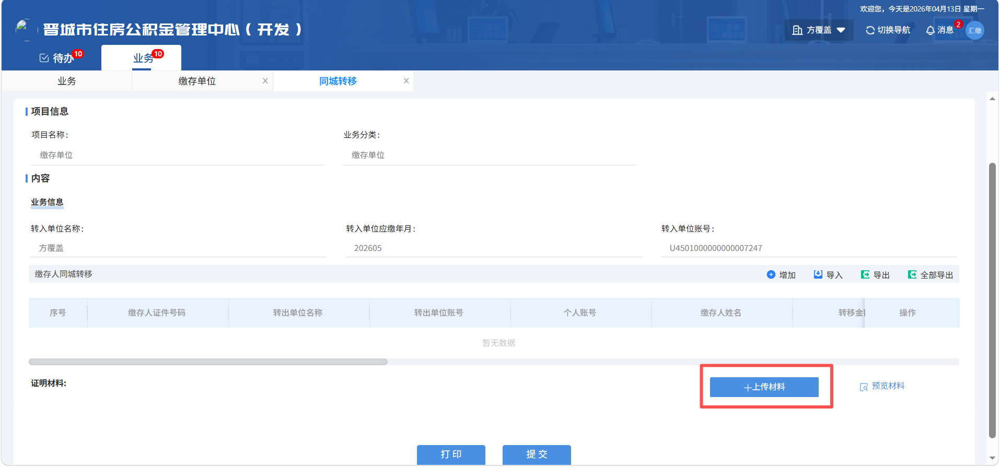 欢迎您，今天是2026年04月13日 星期一
晋城市住房公积金管理中心（开发）
方覆盖
切换导航
消息 2
汇缴
待办 10
业务 10
业务
缴存单位
同城转移
项目信息
项目名称：
业务分类：
缴存单位
缴存单位
内容
业务信息
转入单位名称：
转入单位应缴年月：
转入单位账号：
方覆盖
202605
U4501000000000007247
缴存人同城转移
增加
导入
导出
全部导出
序号
缴存人证件号码
转出单位名称
转出单位账号
个人账号
缴存人姓名
转移金
操作
暂无数据
证明材料:
+上传材料
预览材料
打印
提交